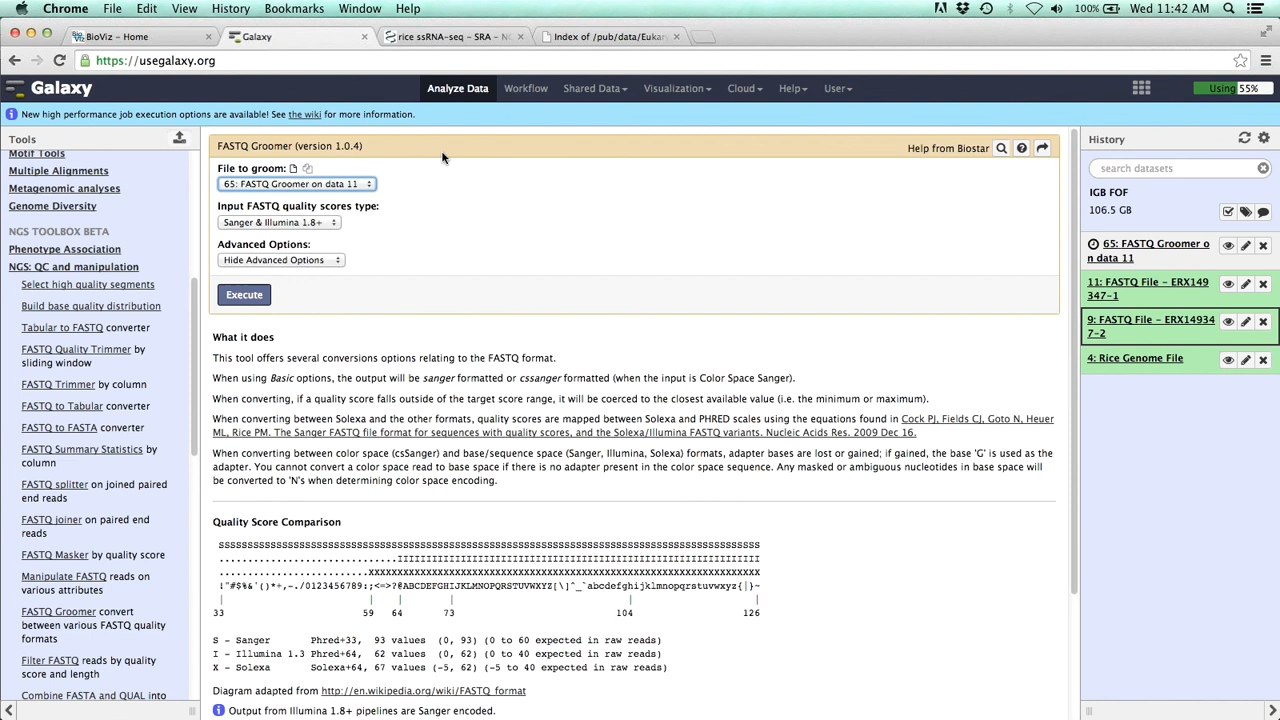 Chrome File Edit View History Bookmarks Window Help 100% Wed 11:42 AM
BioViz - Home
Galaxy
rice ssRNA-seq - SRA - NC
Index of /pub/data/Eukar
https://usegalaxy.org
Galaxy
Analyze Data Workflow Shared Data Visualization Cloud Help User
Using 55%
New high performance job execution options are available! See the wiki for more information.
Tools
Motif Tools
Multiple Alignments
Metagenomic analyses
Genome Diversity
NGS TOOLBOX BETA
Phenotype Association
NGS: QC and manipulation
Select high quality segments
Build base quality distribution
Tabular to FASTQ converter
FASTQ Quality Trimmer by
sliding window
FASTQ Trimmer by column
FASTQ to Tabular converter
FASTQ to FASTA converter
FASTQ Summary Statistics by
column
FASTQ splitter on joined paired
end reads
FASTQ joiner on paired end
reads
FASTQ Masker by quality score
Manipulate FASTQ reads on
various attributes
FASTQ Groomer convert
between various FASTQ quality
formats
Filter FASTQ reads by quality
score and length
Combine FASTA and QUAL into
FASTQ Groomer (version 1.0.4)
Help from Biostar
File to groom:
65: FASTQ Groomer on data 11
Input FASTQ quality scores type:
Sanger & Illumina 1.8+
Advanced Options:
Hide Advanced Options
Execute
What it does
This tool offers several conversions options relating to the FASTQ format.
When using Basic options, the output will be sanger formatted or cssanger formatted (when the input is Color Space Sanger).
When converting, if a quality score falls outside of the target score range, it will be coerced to the closest available value (i.e. the minimum or maximum).
When converting between Solexa and the other formats, quality scores are mapped between Solexa and PHRED scales using the equations found in Cock PJ, Fields CJ, Goto N, Heuer
ML, Rice PM. The Sanger FASTQ file format for sequences with quality scores, and the Solexa/Illumina FASTQ variants. Nucleic Acids Res. 2009 Dec 16.
When converting between color space (csSanger) and base/sequence space (Sanger, Illumina, Solexa) formats, adapter bases are lost or gained; if gained, the base 'G' is used as the
adapter. You cannot convert a color space read to base space if there is no adapter present in the color space sequence. Any masked or ambiguous nucleotides in base space will
be converted to 'N's when determining color space encoding.
Quality Score Comparison
SSSSSSSSSSSSSSSSSSSSSSSSSSSSSSSSSSSSSSSSSSSSSSSSSSSSSSSSSSSSSSSSSSSSSSSSSSSSSSSSSSSSSSSSSSSSSS
...............................IIIIIIIIIIIIIIIIIIIIIIIIIIIIIIIIIIIIIIIIIIIIIIIIIIIIIIIIIIIIIII
..........................XXXXXXXXXXXXXXXXXXXXXXXXXXXXXXXXXXXXXXXXXXXXXXXXXXXXXXXXXXXXXXXXXXXX
!"#$%&'()*+,-./0123456789:;<=>?@ABCDEFGHIJKLMNOPQRSTUVWXYZ[\]^_`abcdefghijklmnopqrstuvwxyz{|}~
| | | | | |
33 59 64 73 104 126
S - Sanger Phred+33, 93 values (0, 93) (0 to 60 expected in raw reads)
I - Illumina 1.3 Phred+64, 62 values (0, 62) (0 to 40 expected in raw reads)
X - Solexa Solexa+64, 67 values (-5, 62) (-5 to 40 expected in raw reads)
Diagram adapted from http://en.wikipedia.org/wiki/FASTQ_format
Output from Illumina 1.8+ pipelines are Sanger encoded.
History
search datasets
IGB FOF
106.5 GB
65: FASTQ Groomer o
n data 11
11: FASTQ File - ERX149
347-1
9: FASTQ File - ERX14934
7-2
4: Rice Genome File